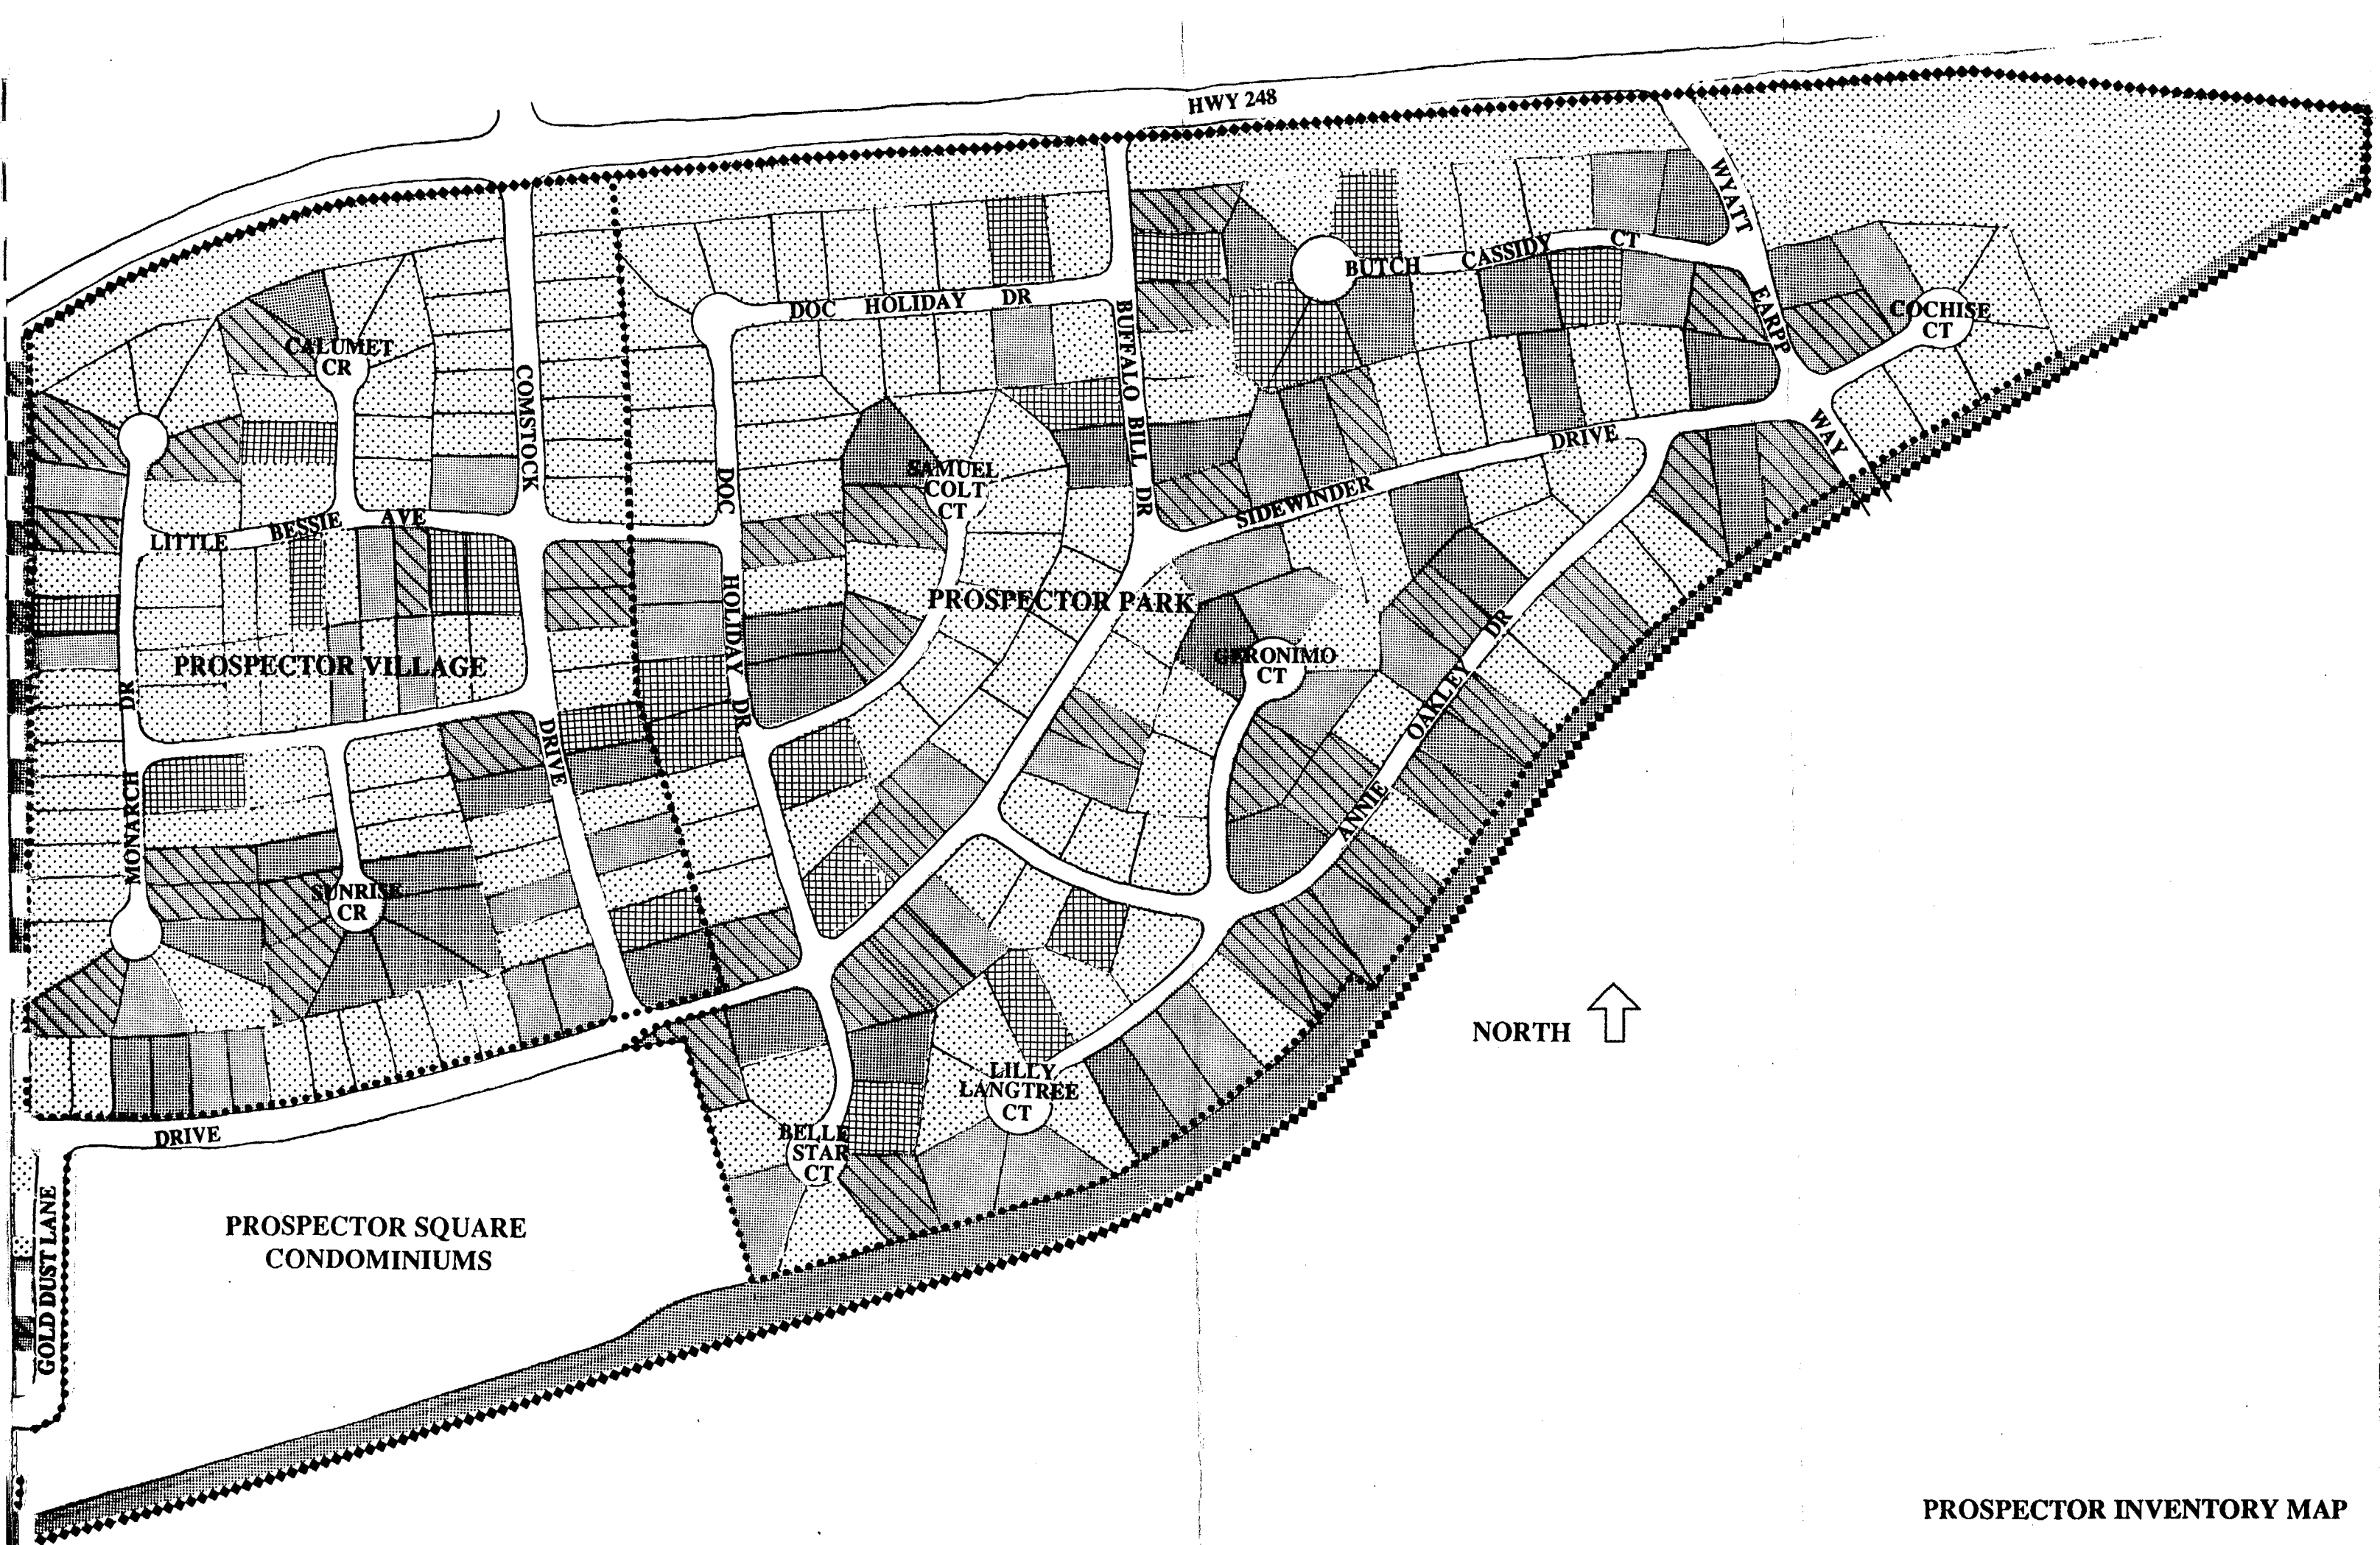 HWY 248
WYATT
EARPP
WAY
BUTCH CASSIDY CT
COCHISE
CT
DOC HOLIDAY DR
BUFFALO BILL DR
CALUMET
CR
COMSTOCK
DRIVE
SAMUEL
COLT
CT
DOC
HOLIDAY DR
SIDEWINDER DRIVE
LITTLE BESSIE AVE
PROSPECTOR PARK
PROSPECTOR VILLAGE
GERONIMO
CT
ANNIE OAKLEY DR
MONARCH DR
SUNRISE
CR
NORTH
LILLY
LANGTREE
CT
BELLE
STAR
CT
DRIVE
GOLD DUST LANE
PROSPECTOR SQUARE
CONDOMINIUMS
PROSPECTOR INVENTORY MAP